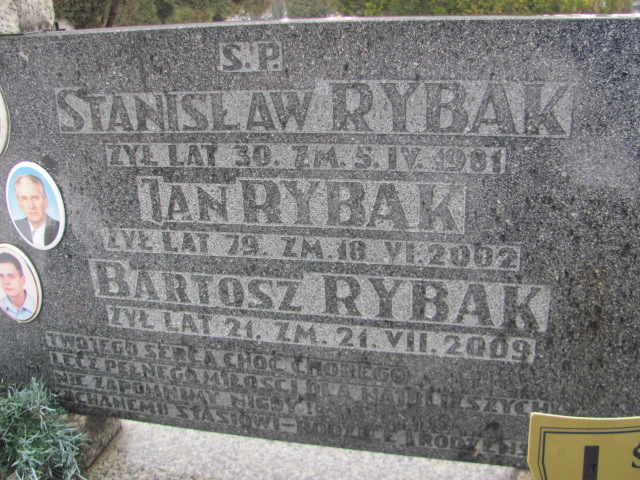 Ś.P.
STANISŁAW RYBAK
ŻYŁ LAT 30. ZM. 5. IV. 1981
JAN RYBAK
ŻYŁ LAT 79. ZM. 18 VI. 2002
BARTOSZ RYBAK
ŻYŁ LAT 21. ZM. 21. VII. 2009
TWOJEGO SERCA CHOĆ CHOREGO
LECZ PEŁNEGO MIŁOŚCI DLA NAJBLIŻSZYCH
NIE ZAPOMNIMY NIGDY!
KOCHANEMU STASIOWI-RODZICE I RODZEŃS